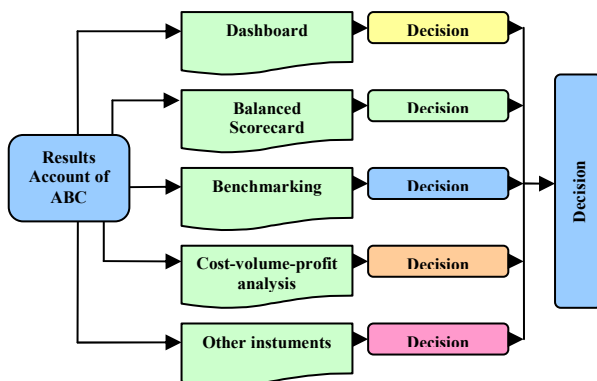 Dashboard
Decision
Balanced
Scorecard
Decision
Results
Account of
ABC
Benchmarking
Decision
Decision
Cost-volume-profit
analysis
Decision
Other instuments
Decision